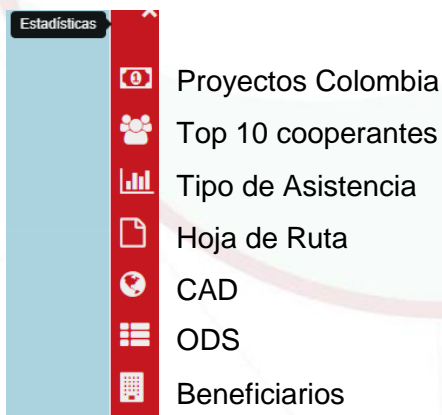 Estadísticas
Proyectos Colombia
Top 10 cooperantes
Tipo de Asistencia
Hoja de Ruta
CAD
ODS
Beneficiarios